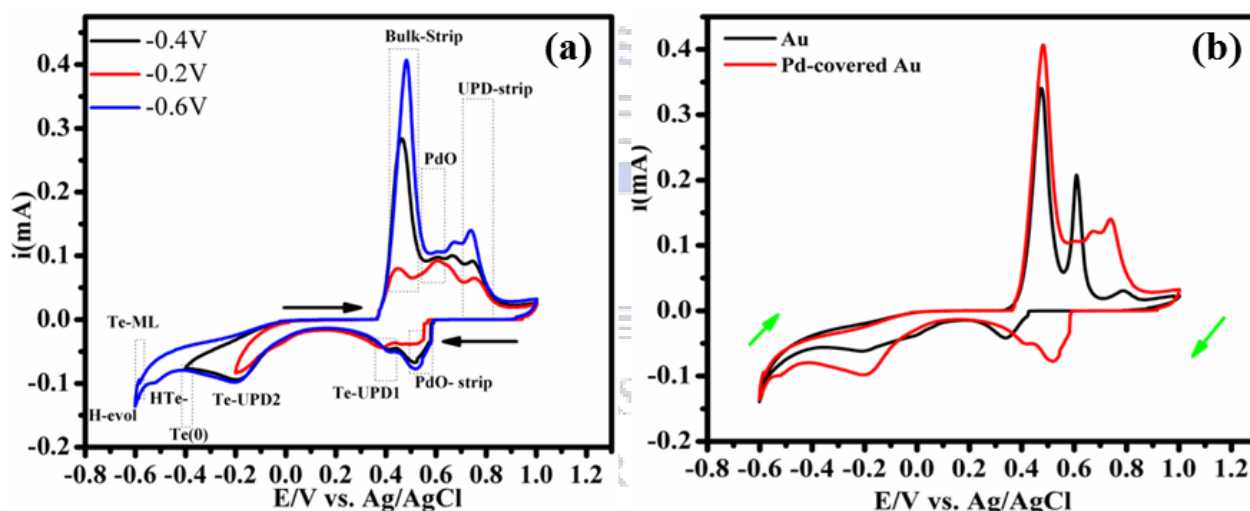 (a)
-0.4V
-0.2V
-0.6V
Bulk-Strip
UPD-strip
PdO
Te-ML
H-evol
HTe-
Te(0)
Te-UPD2
Te-UPD1
PdO- strip
i(mA)
0.4
0.3
0.2
0.1
0.0
-0.1
-0.2
-0.8 -0.6 -0.4 -0.2 0.0 0.2 0.4 0.6 0.8 1.0 1.2
E/V vs. Ag/AgCl
(b)
Au
Pd-covered Au
ı(mA)
0.4
0.3
0.2
0.1
0.0
-0.1
-0.2
-0.8 -0.6 -0.4 -0.2 0.0 0.2 0.4 0.6 0.8 1.0 1.2
E/V vs. Ag/AgCl